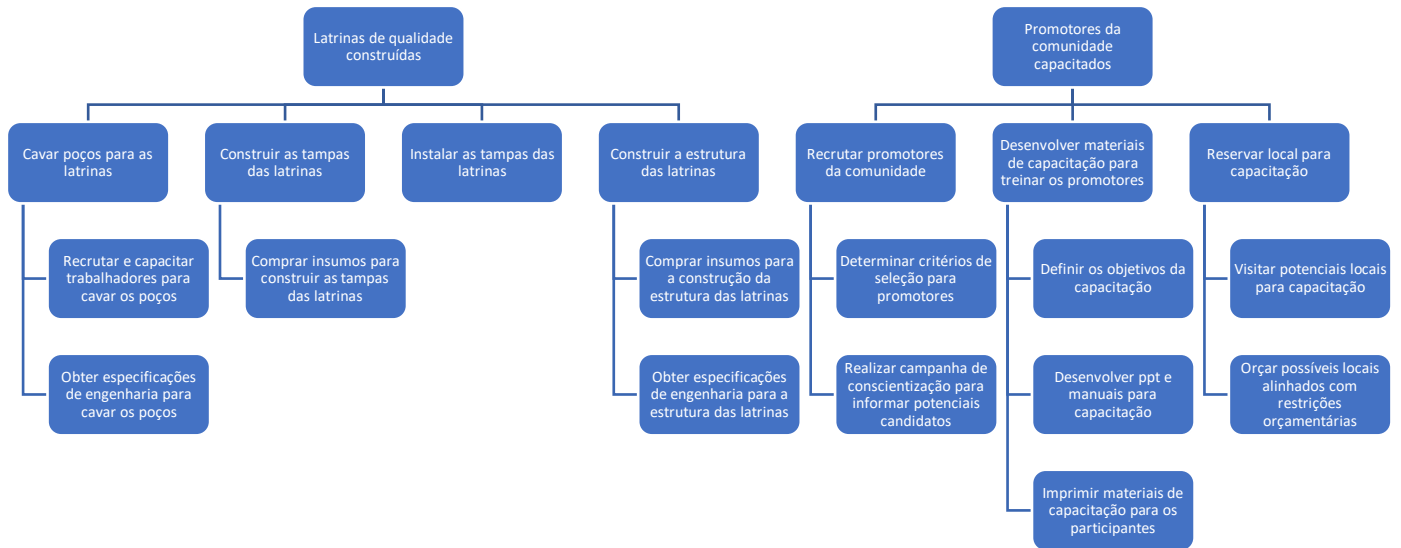 Latrinas de qualidade
construídas
Promotores da
comunidade
capacitados
Cavar poços para as
latrinas
Construir as tampas
das latrinas
Instalar as tampas das
latrinas
Construir a estrutura
das latrinas
Recrutar promotores
da comunidade
Desenvolver materiais
de capacitação para
treinar os promotores
Reservar local para
capacitação
Recrutar e capacitar
trabalhadores para
cavar os poços
Comprar insumos para
construir as tampas
das latrinas
Comprar insumos para
a construção da
estrutura das latrinas
Determinar critérios de
seleção para
promotores
Definir os objetivos da
capacitação
Visitar potenciais locais
para capacitação
Obter especificações
de engenharia para
cavar os poços
Obter especificações
de engenharia para a
estrutura das latrinas
Realizar campanha de
conscientização para
informar potenciais
candidatos
Desenvolver ppt e
manuais para
capacitação
Orçar possíveis locais
alinhados com
restrições
orçamentárias
Imprimir materiais de
capacitação para os
participantes